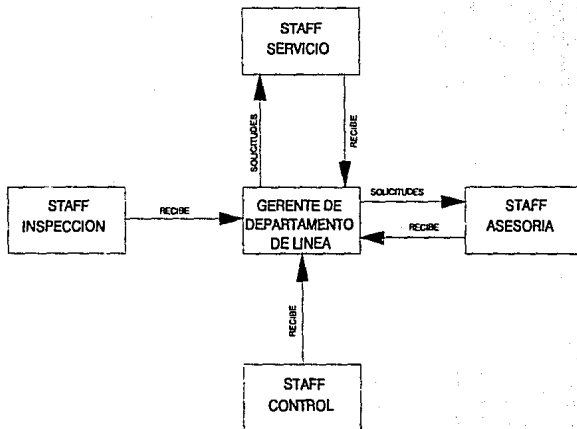 STAFF
SERVICIO
SOLICITUDES
RECIBE
STAFF
INSPECCION
RECIBE
GERENTE DE
DEPARTAMENTO
DE LINEA
SOLICITUDES
RECIBE
STAFF
ASESORIA
RECIBE
STAFF
CONTROL